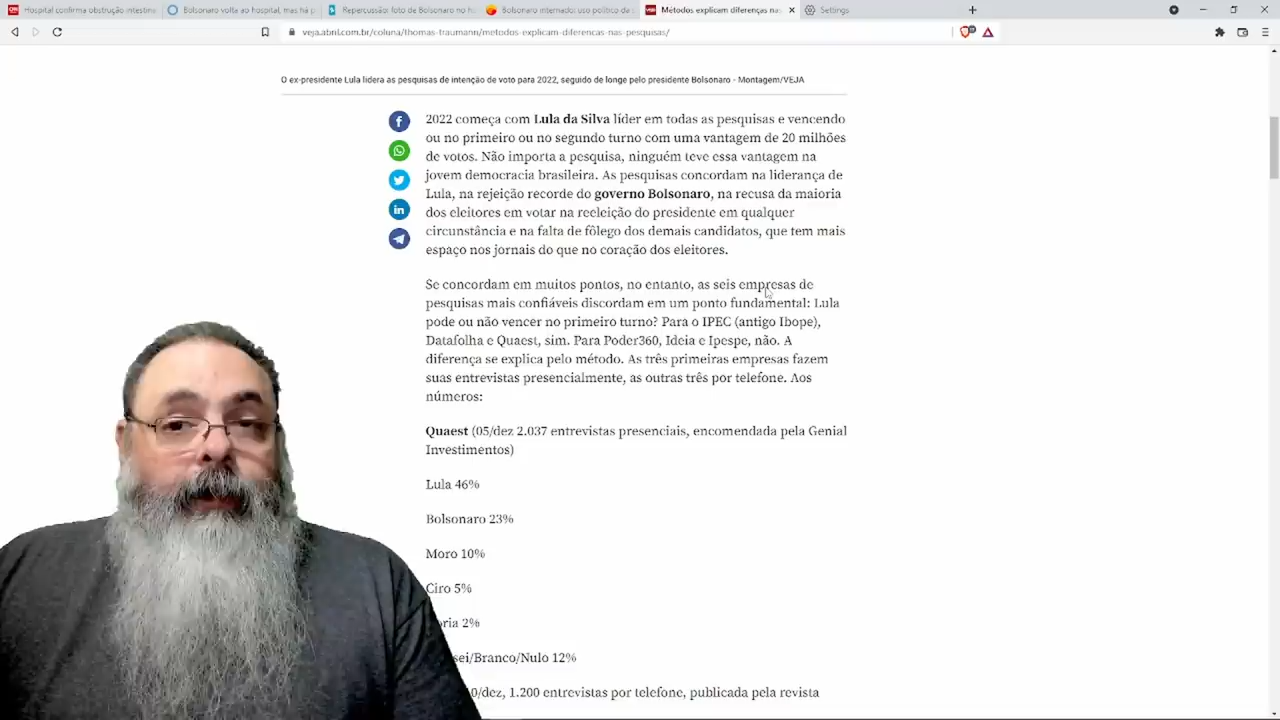 Hospital confirma obstrução intestina
Bolsonaro volta ao hospital, mas há p
Repercussão: foto de Bolsonaro no ho
Bolsonaro internado: uso político da
Métodos explicam diferenças nas
Settings
veja.abril.com.br/coluna/thomas-traumann/metodos-explicam-diferencas-nas-pesquisas/
O ex-presidente Lula lidera as pesquisas de intenção de voto para 2022, seguido de longe pelo presidente Bolsonaro - Montagem/VEJA
2022 começa com Lula da Silva líder em todas as pesquisas e vencendo
ou no primeiro ou no segundo turno com uma vantagem de 20 milhões
de votos. Não importa a pesquisa, ninguém teve essa vantagem na
jovem democracia brasileira. As pesquisas concordam na liderança de
Lula, na rejeição recorde do governo Bolsonaro, na recusa da maioria
dos eleitores em votar na reeleição do presidente em qualquer
circunstância e na falta de fôlego dos demais candidatos, que tem mais
espaço nos jornais do que no coração dos eleitores.
Se concordam em muitos pontos, no entanto, as seis empresas de
pesquisas mais confiáveis discordam em um ponto fundamental: Lula
pode ou não vencer no primeiro turno? Para o IPEC (antigo Ibope),
Datafolha e Quaest, sim. Para Poder360, Ideia e Ipespe, não. A
diferença se explica pelo método. As três primeiras empresas fazem
suas entrevistas presencialmente, as outras três por telefone. Aos
números:
Quaest (05/dez 2.037 entrevistas presenciais, encomendada pela Genial
Investimentos)
Lula 46%
Bolsonaro 23%
Moro 10%
Ciro 5%
oria 2%
sei/Branco/Nulo 12%
0/dez, 1.200 entrevistas por telefone, publicada pela revista